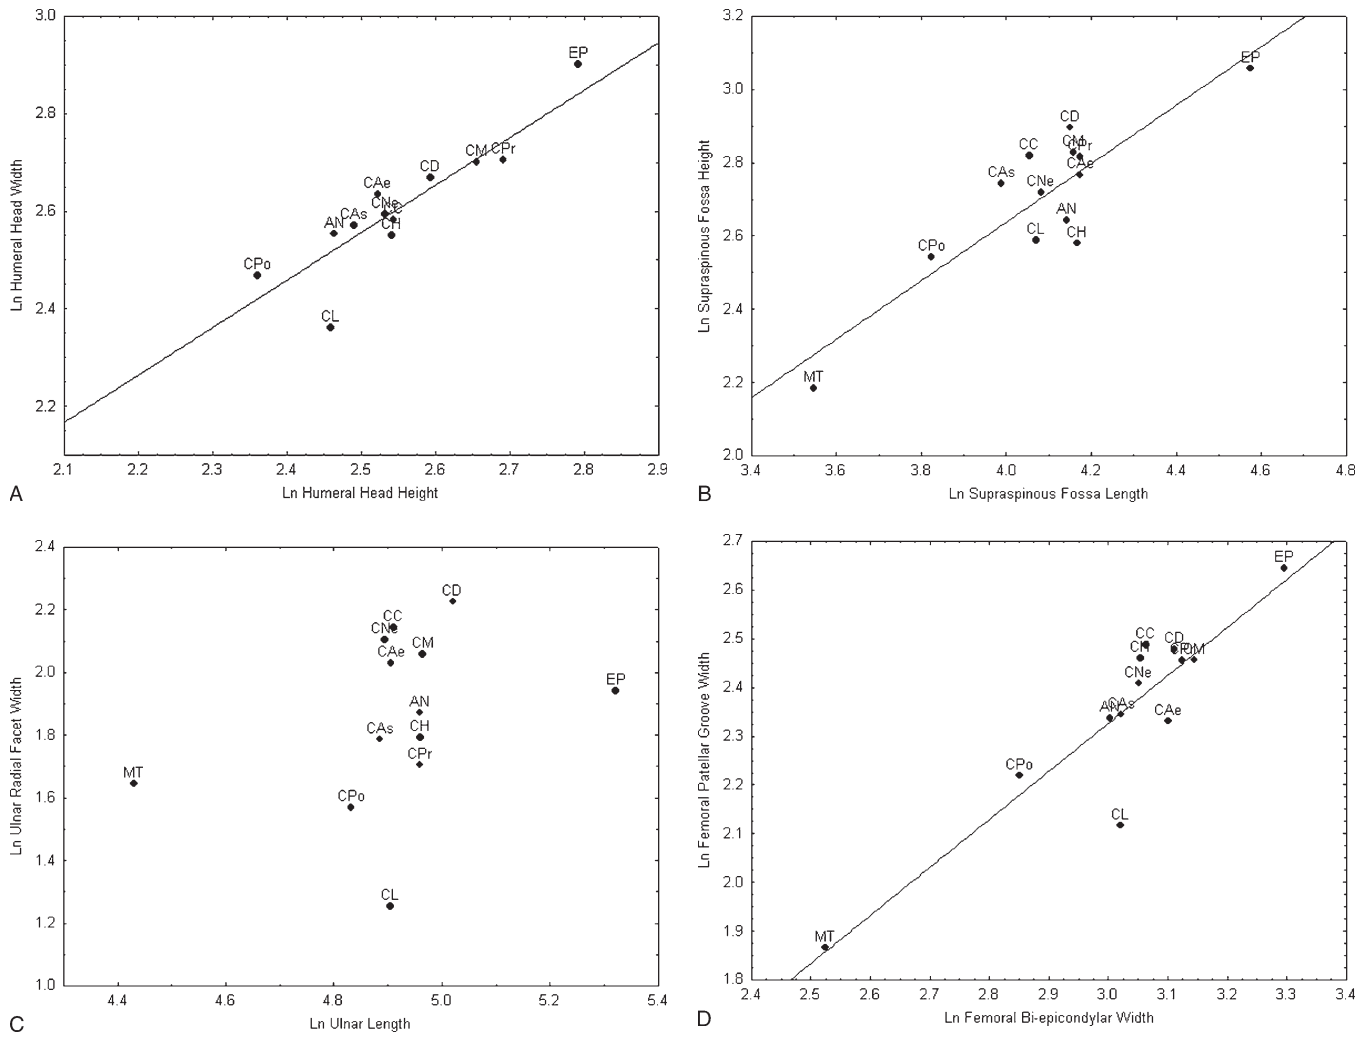 3.0
2.8
2.6
2.4
2.2
2.1 2.2 2.3 2.4 2.5 2.6 2.7 2.8 2.9
Ln Humeral Head Width
Ln Humeral Head Height
EP
CM CPr
CD
CAe
CNe
CAs
AN
CH
CPo
CL
A
3.2
3.0
2.8
2.6
2.4
2.2
2.0
3.4 3.6 3.8 4.0 4.2 4.4 4.6 4.8
Ln Supraspinous Fossa Height
Ln Supraspinous Fossa Length
EP
CD
CM
CPr
CC
CAe
CAs
CNe
AN
CL
CH
CPo
MT
B
2.4
2.2
2.0
1.8
1.6
1.4
1.2
1.0
4.4 4.6 4.8 5.0 5.2 5.4
Ln Ulnar Radial Facet Width
Ln Ulnar Length
CD
CC
CNe
CM
CAe
EP
AN
CAs
CH
CPr
MT
CPo
CL
C
2.7
2.6
2.5
2.4
2.3
2.2
2.1
2.0
1.9
1.8
2.4 2.5 2.6 2.7 2.8 2.9 3.0 3.1 3.2 3.3 3.4
Ln Femoral Patellar Groove Width
Ln Femoral Bi-epicondylar Width
EP
CC
CD
CH
CM
CNe
AN
CAs
CAe
CPo
CL
MT
D